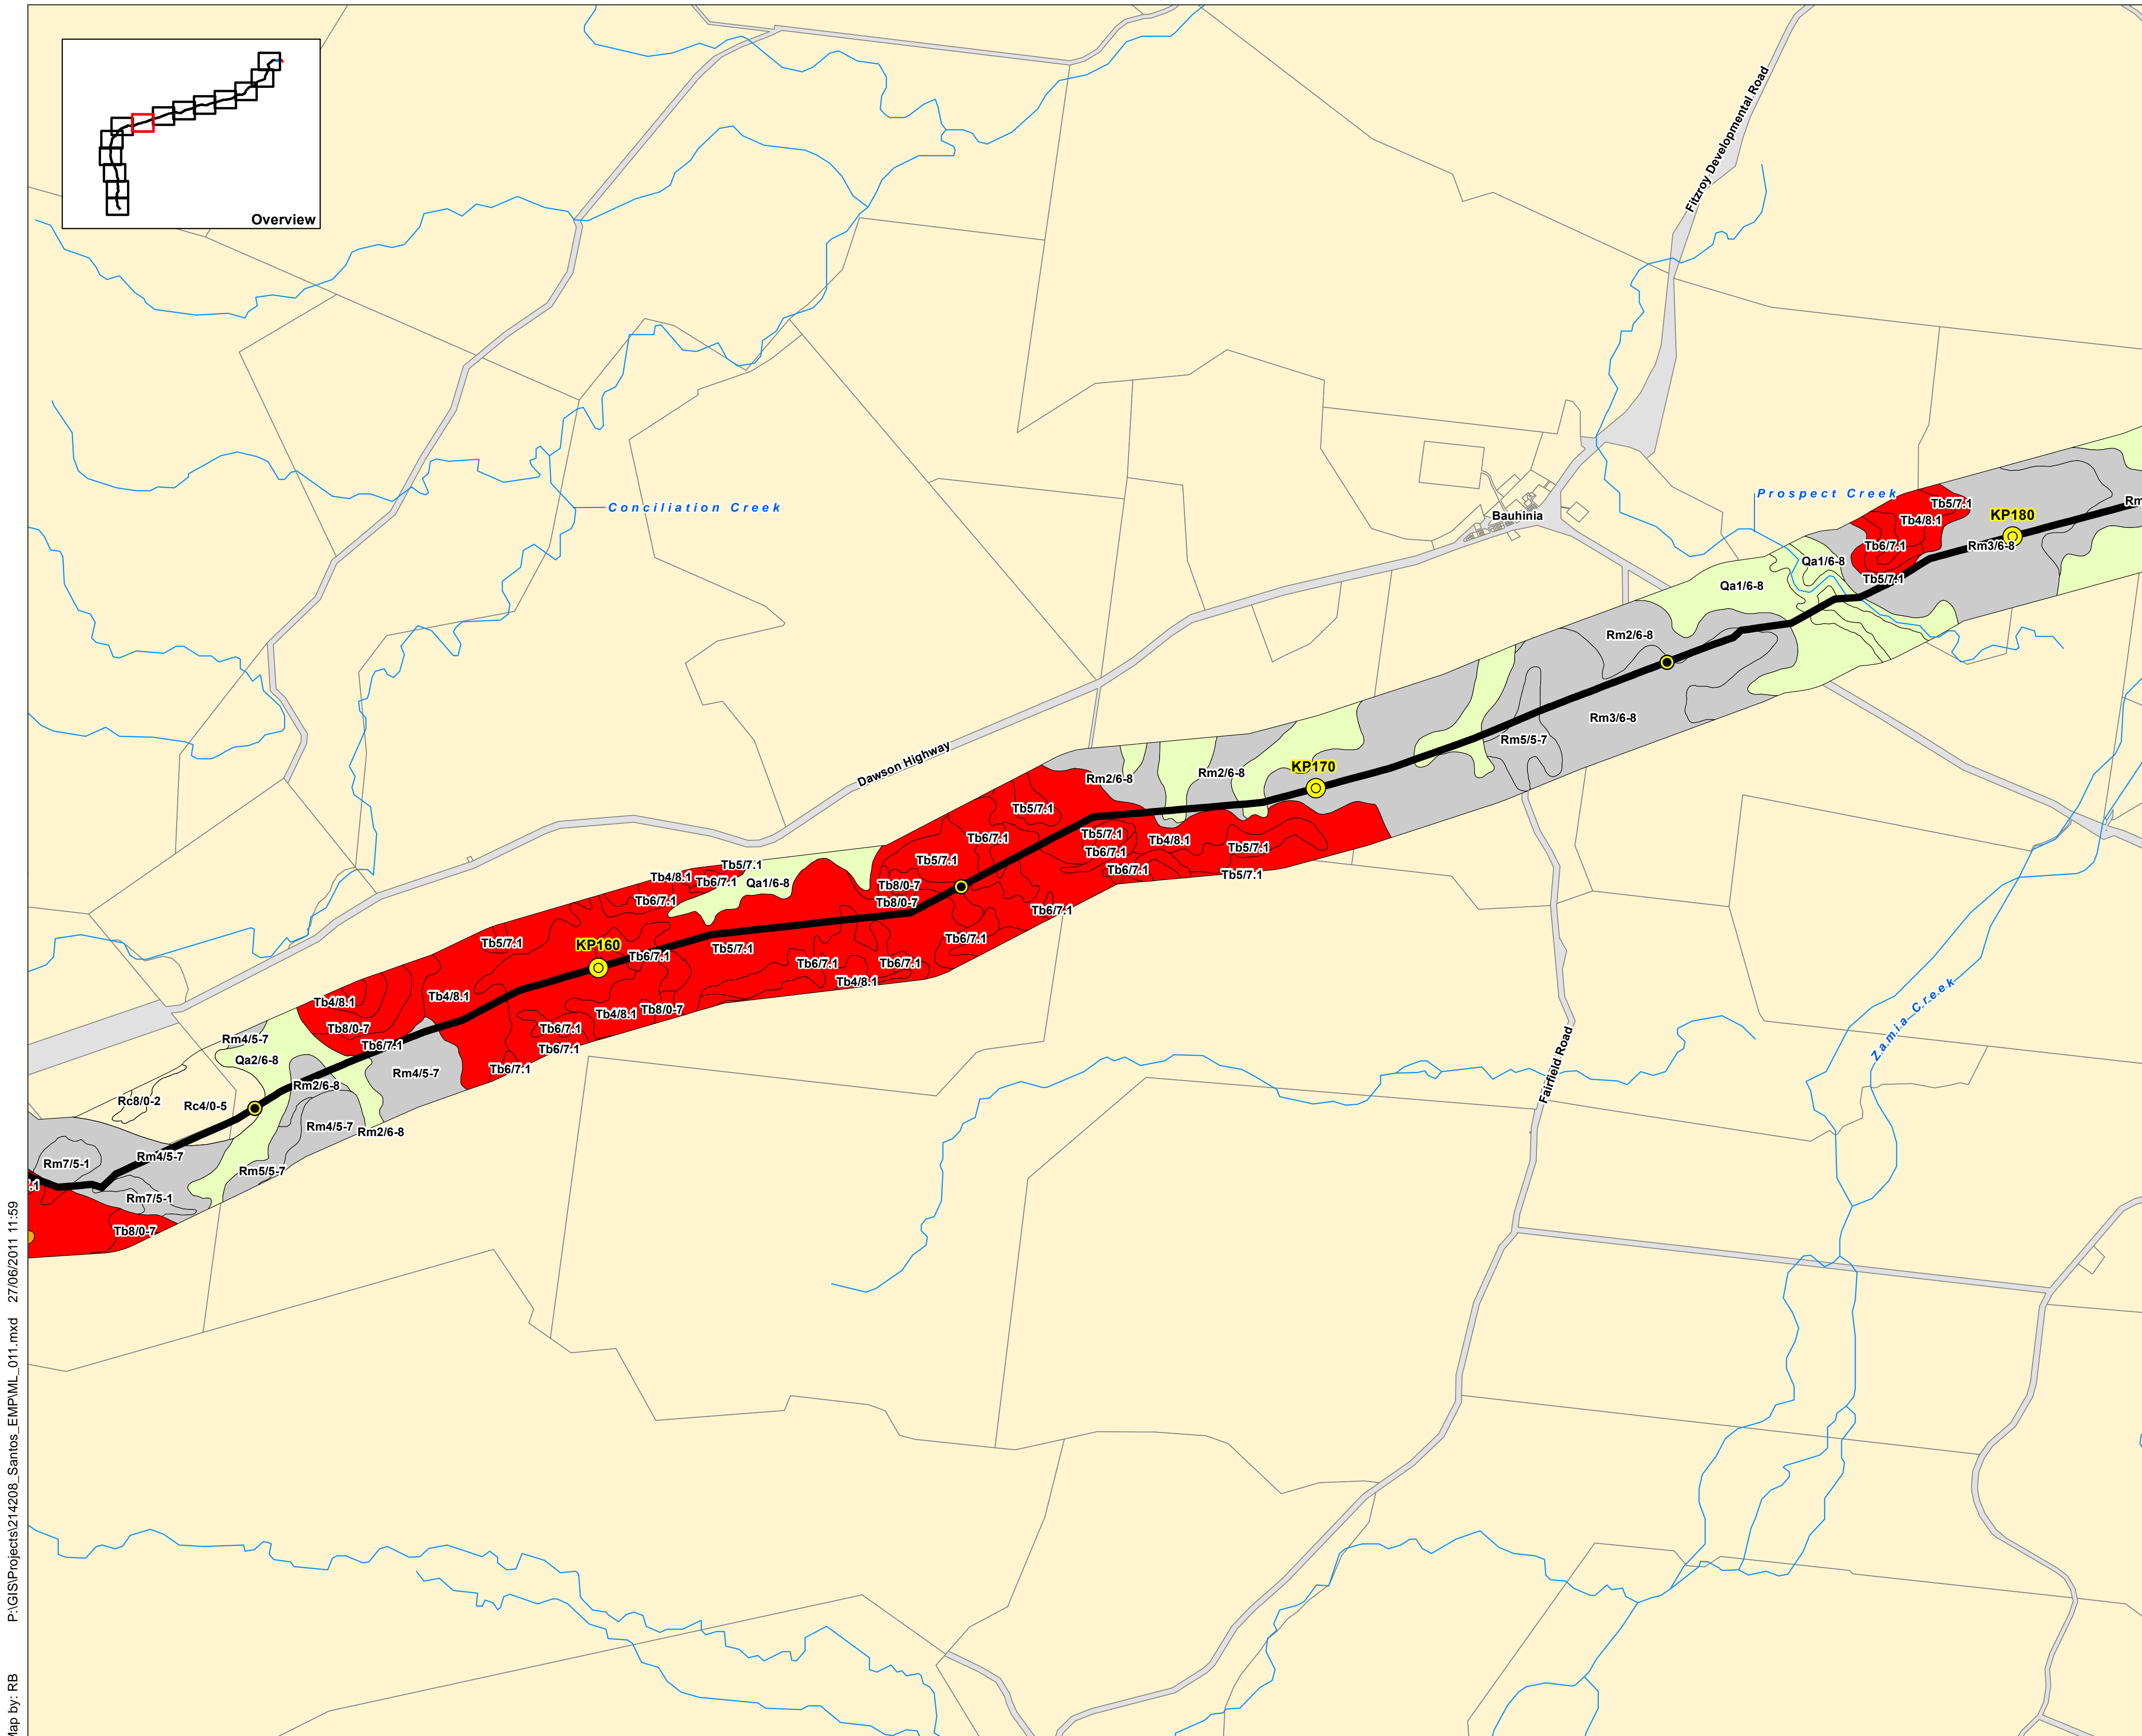 Overview
Fitzroy Developmental Road
Conciliation Creek
Prospect Creek
Bauhinia
Tb5/7.1
Tb4/8.1
KP180
Rm
Tb6/7.1
Rm3/6-8
Qa1/6-8
Tb5/7.1
Qa1/6-8
Rm2/6-8
Rm3/6-8
Rm5/5-7
Dawson Highway
KP170
Rm2/6-8
Rm2/6-8
Tb5/7.1
Tb6/7.1
Tb5/7.1
Tb4/8.1
Tb5/7.1
Tb6/7.1
Tb5/7.1
Tb6/7.1
Tb5/7.1
Tb5/7.1
Tb4/8.1
Tb6/7.1
Qa1/6-8
Tb8/0-7
Tb8/0-7
Tb6/7.1
Tb6/7.1
Tb6/7.1
Tb5/7.1
KP160
Tb6/7.1
Tb5/7.1
Tb6/7.1
Tb6/7.1
Tb4/8.1
Tb4/8.1
Tb4/8.1
Tb4/8.1
Tb8/0-7
Tb8/0-7
Tb6/7.1
Tb6/7.1
Tb6/7.1
Tb6/7.1
Rm4/5-7
Qa2/6-8
Rm4/5-7
Rm2/6-8
Rc8/0-2
Rc4/0-5
Rm4/5-7
Rm2/6-8
Rm4/5-7
Rm7/5-1
Rm5/5-7
.1
Rm7/5-1
Tb8/0-7
Zamia Creek
Fairfield Road
Map by: RB P:\GIS\Projects\214208_Santos_EMP\ML_011.mxd 27/06/2011 11:59